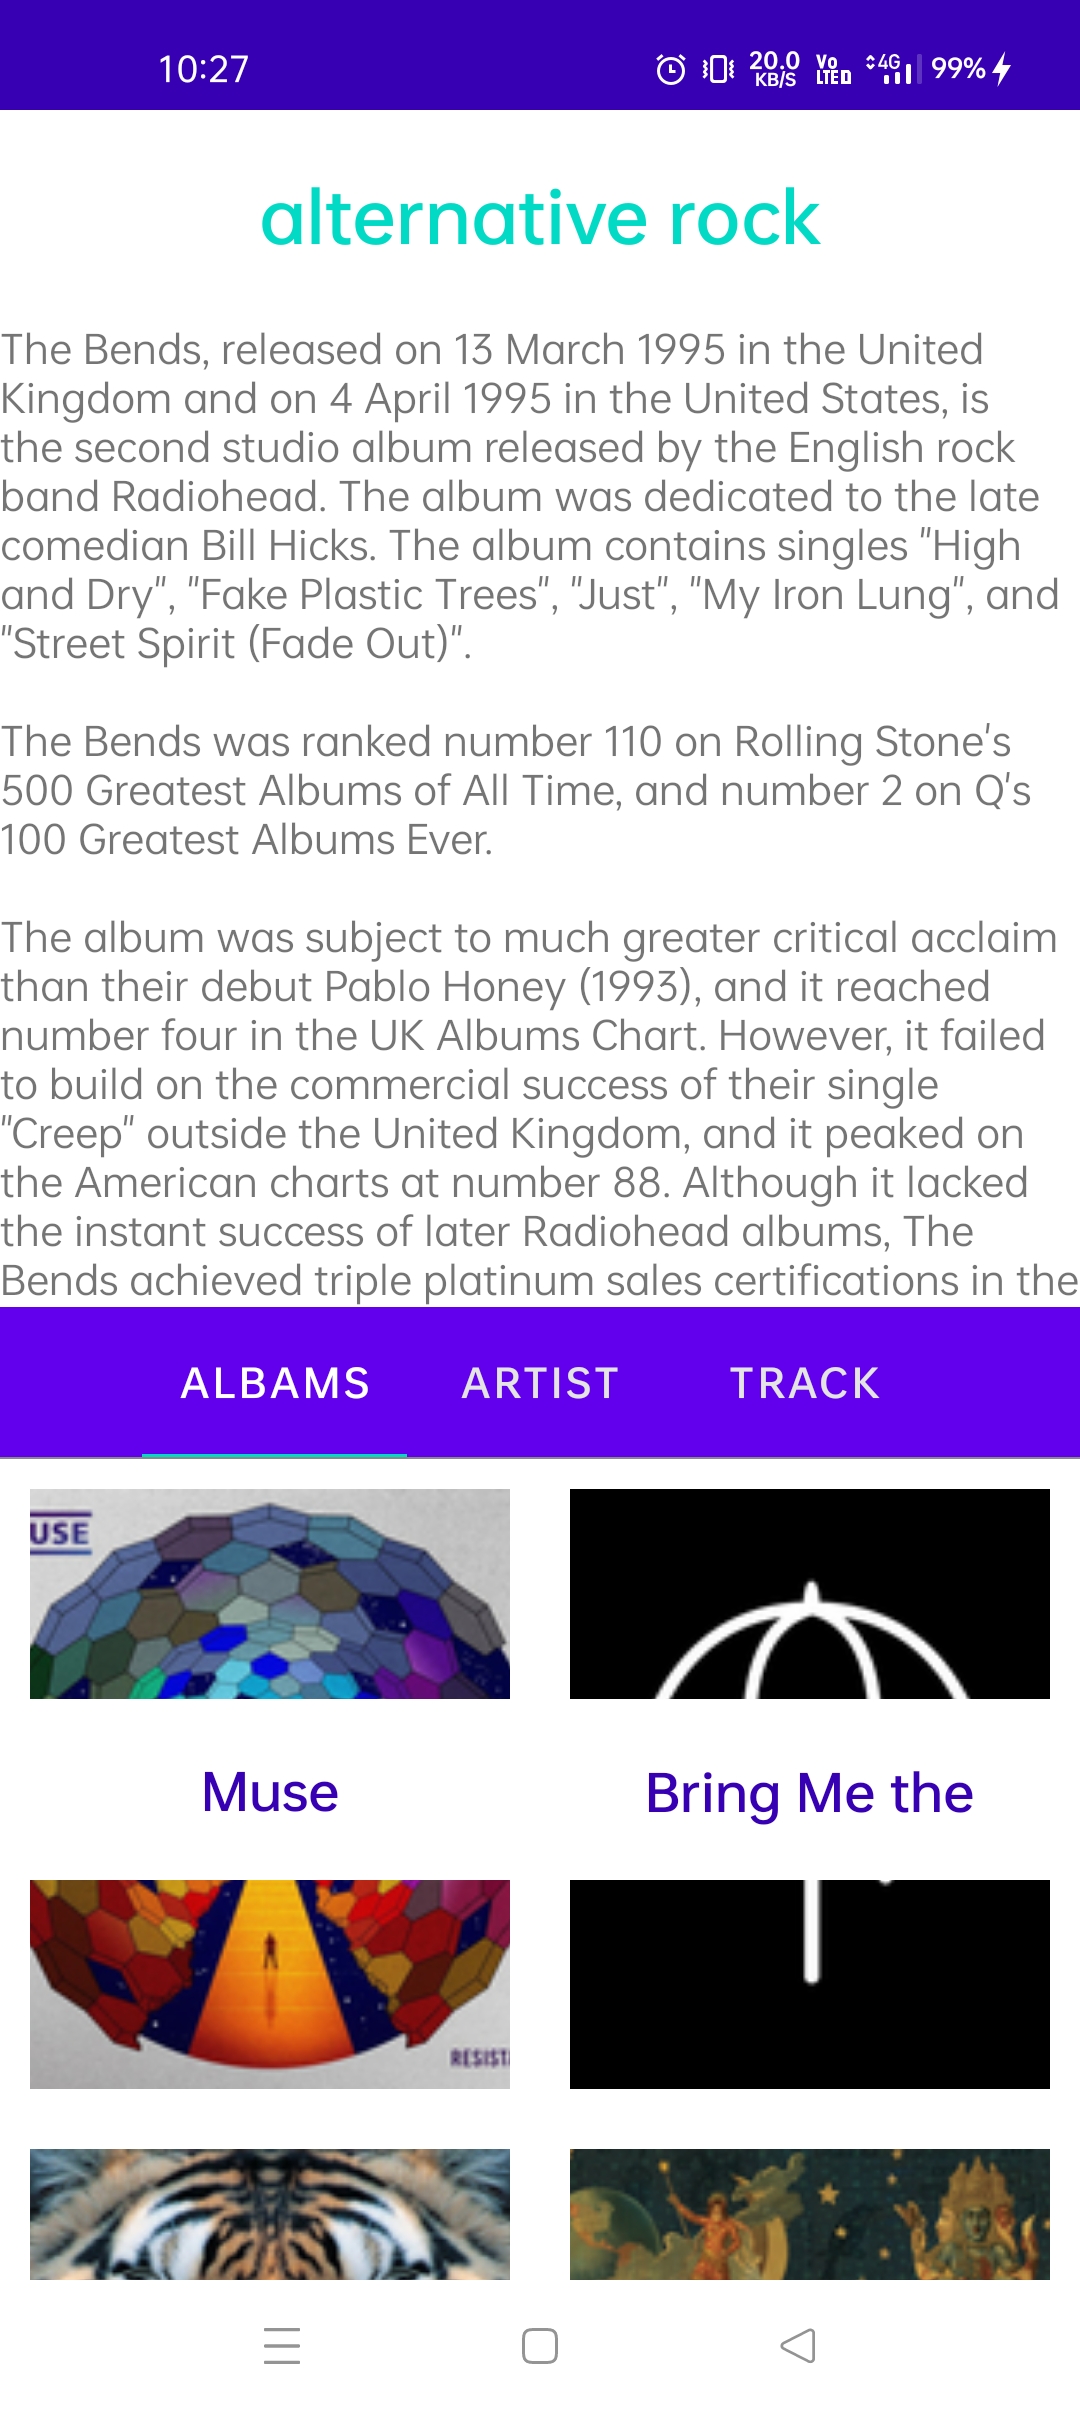 10:27
20.0
KB/S
Vo
LTE
4G
99%
alternative rock
The Bends, released on 13 March 1995 in the United
Kingdom and on 4 April 1995 in the United States, is
the second studio album released by the English rock
band Radiohead. The album was dedicated to the late
comedian Bill Hicks. The album contains singles "High
and Dry", "Fake Plastic Trees", "Just", "My Iron Lung", and
"Street Spirit (Fade Out)".
The Bends was ranked number 110 on Rolling Stone's
500 Greatest Albums of All Time, and number 2 on Q's
100 Greatest Albums Ever.
The album was subject to much greater critical acclaim
than their debut Pablo Honey (1993), and it reached
number four in the UK Albums Chart. However, it failed
to build on the commercial success of their single
"Creep" outside the United Kingdom, and it peaked on
the American charts at number 88. Although it lacked
the instant success of later Radiohead albums, The
Bends achieved triple platinum sales certifications in the
ALBAMS ARTIST TRACK
USE
Muse Bring Me the
RESIST